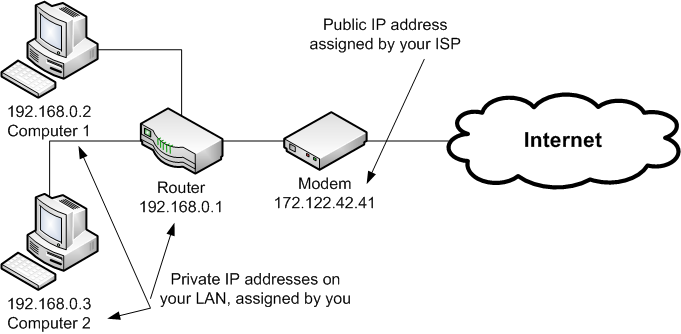 Public IP address
assigned by your ISP
192.168.0.2
Computer 1
Internet
Router
192.168.0.1
Modem
172.122.42.41
Private IP addresses on
your LAN, assigned by you
192.168.0.3
Computer 2